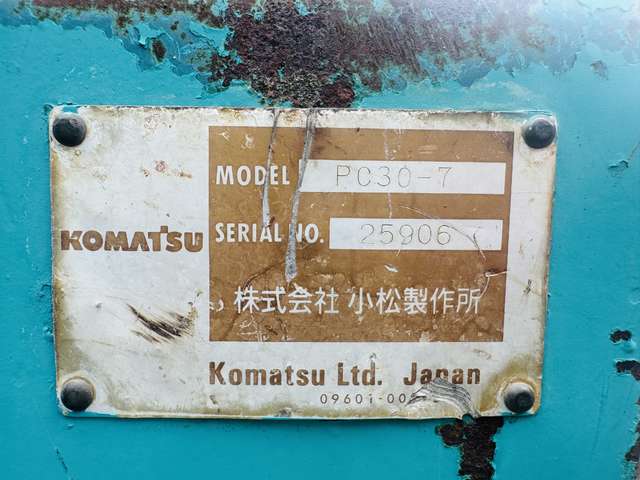 MODEL PC30-7
KOMATSU SERIAL NO. 25906
株式会社 小松製作所
Komatsu Ltd. Japan